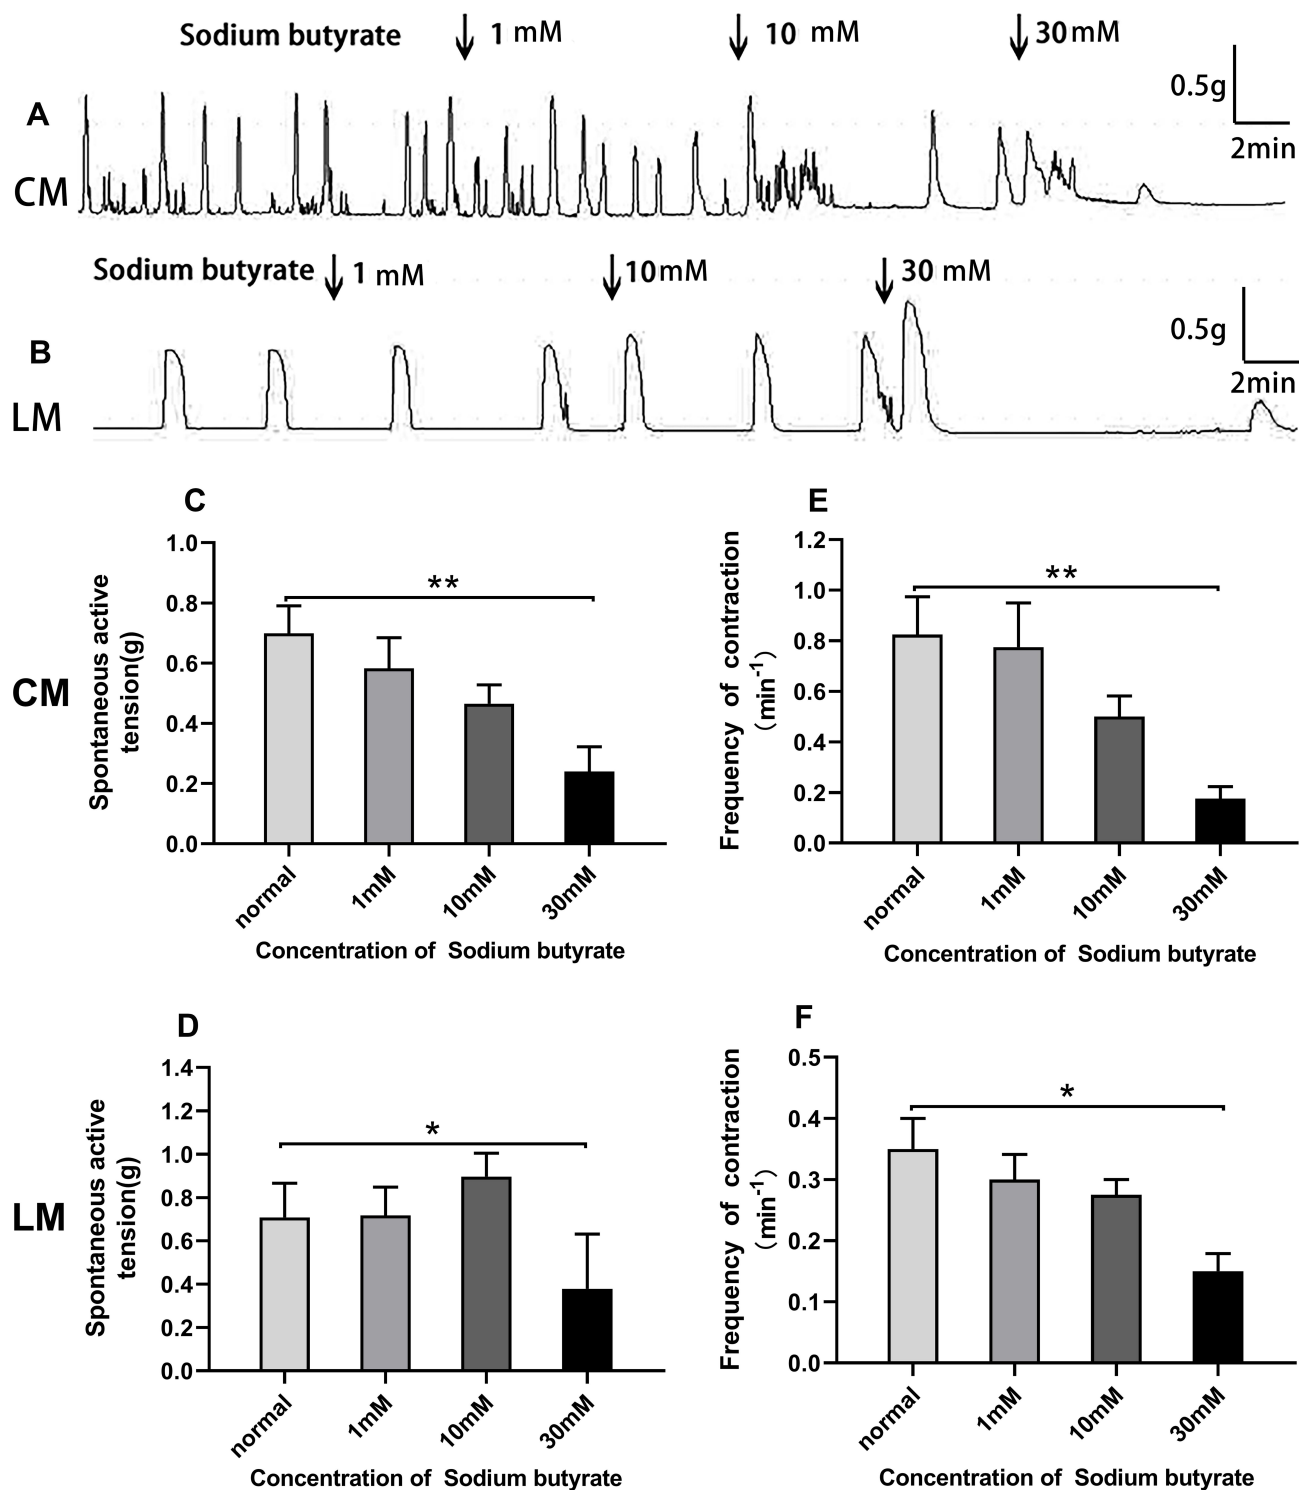 Sodium butyrate ↓ 1 mM ↓ 10 mM ↓ 30 mM
A
CM
0.5g
2min
Sodium butyrate ↓ 1 mM ↓ 10 mM ↓ 30 mM
B
LM
0.5g
2min
C
CM
Spontaneous active
tension(g)
1.0
0.8
0.6
0.4
0.2
0.0
**
normal
1mM
10mM
30mM
Concentration of Sodium butyrate
E
Frequency of contraction
(min-1)
1.2
1.0
0.8
0.6
0.4
0.2
0.0
**
normal
1mM
10mM
30mM
Concentration of Sodium butyrate
D
LM
Spontaneous active
tension(g)
1.4
1.2
1.0
0.8
0.6
0.4
0.2
0.0
*
normal
1mM
10mM
30mM
Concentration of Sodium butyrate
F
Frequency of contraction
(min-1)
0.5
0.4
0.3
0.2
0.1
0.0
*
normal
1mM
10mM
30mM
Concentration of Sodium butyrate